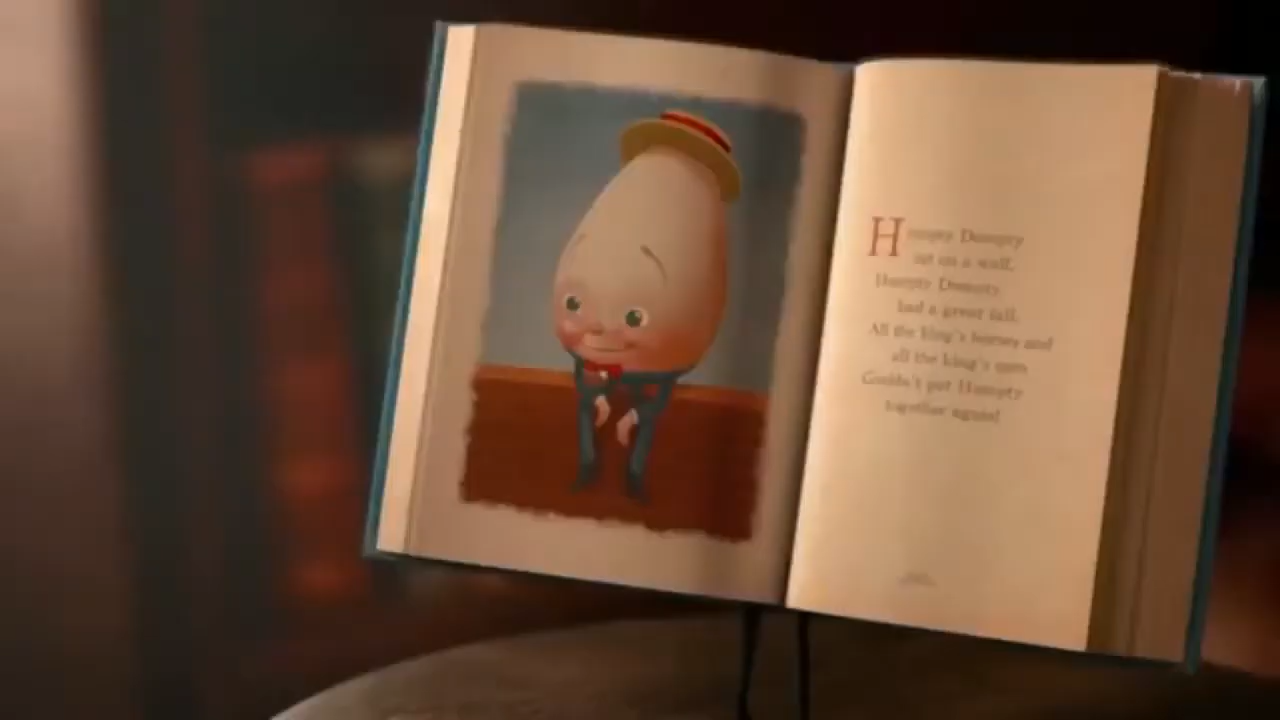 Humpty Dumpty
sat on a wall,
Humpty Dumpty
had a great fall.
All the king's horses and
all the king's men
Couldn't put Humpty
together again!